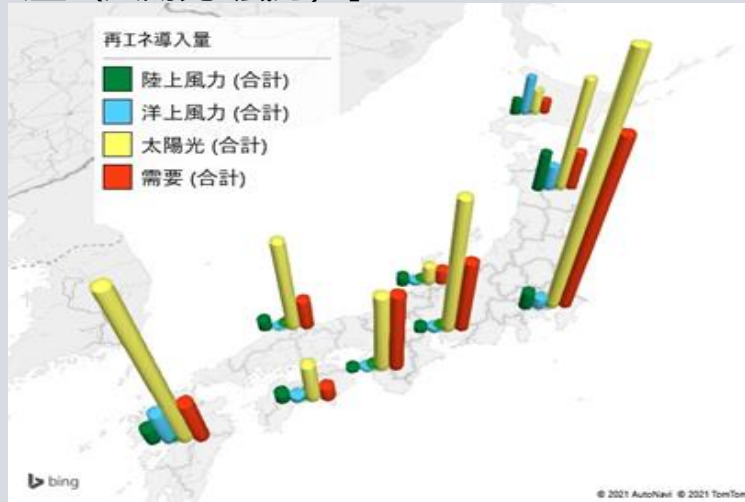 再エネ導入量
陸上風力 (合計)
洋上風力 (合計)
太陽光 (合計)
需要 (合計)
bing
© 2021 AutoNavi © 2021 TomTom